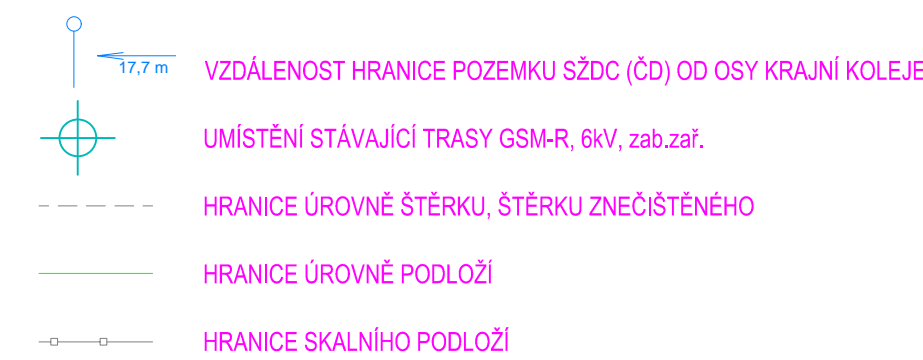 17,7 m
VZDÁLENOST HRANICE POZEMKU SŽDC (ČD) OD OSY KRAJNÍ KOLEJE
UMÍSTĚNÍ STÁVAJÍCÍ TRASY GSM-R, 6kV, zab.zař.
HRANICE ÚROVNĚ ŠTĚRKU, ŠTĚRKU ZNEČIŠTĚNÉHO
HRANICE ÚROVNĚ PODLOŽÍ
HRANICE SKALNÍHO PODLOŽÍ